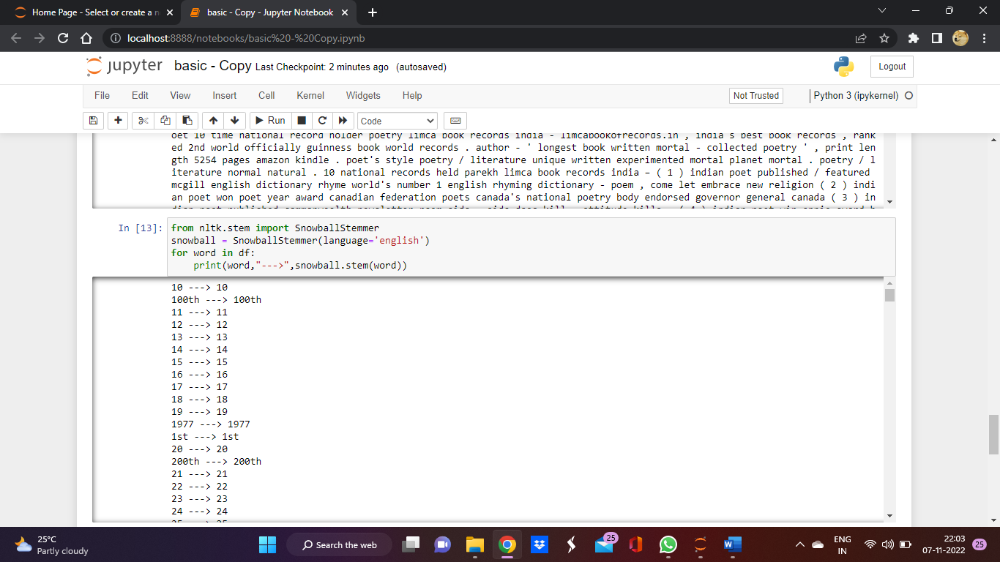 Home Page - Select or create a n
basic - Copy - Jupyter Notebook
localhost:8888/notebooks/basic%20-%20Copy.ipynb
jupyter basic - Copy Last Checkpoint: 2 minutes ago (autosaved)
Logout
File Edit View Insert Cell Kernel Widgets Help
Not Trusted
Python 3 (ipykernel)
Run
Code
oet 10 time national record holder poetry limca book records india - limcabookofrecords.in , india's best book records , rank
ed 2nd world officially guinness book world records . author - ' longest book written mortal - collected poetry ' , print len
gth 5254 pages amazon kindle . poet's style poetry / literature unique written experimented mortal planet mortal . poetry / l
iterature normal natural . 10 national records held parekh limca book records india – ( 1 ) indian poet published / featured
mcgill english dictionary rhyme world's number 1 english rhyming dictionary - poem , come let embrace new religion ( 2 ) indi
an poet won poet year award canadian federation poets canada's national poetry body endorsed governor general canada ( 3 ) in
In [13]:
from nltk.stem import SnowballStemmer
snowball = SnowballStemmer(language='english')
for word in df:
    print(word,"--->",snowball.stem(word))
10 ---> 10
100th ---> 100th
11 ---> 11
12 ---> 12
13 ---> 13
14 ---> 14
15 ---> 15
16 ---> 16
17 ---> 17
18 ---> 18
19 ---> 19
1977 ---> 1977
1st ---> 1st
20 ---> 20
200th ---> 200th
21 ---> 21
22 ---> 22
23 ---> 23
24 ---> 24
25°C
Partly cloudy
Search the web
25
ENG
IN
22:03
07-11-2022
25